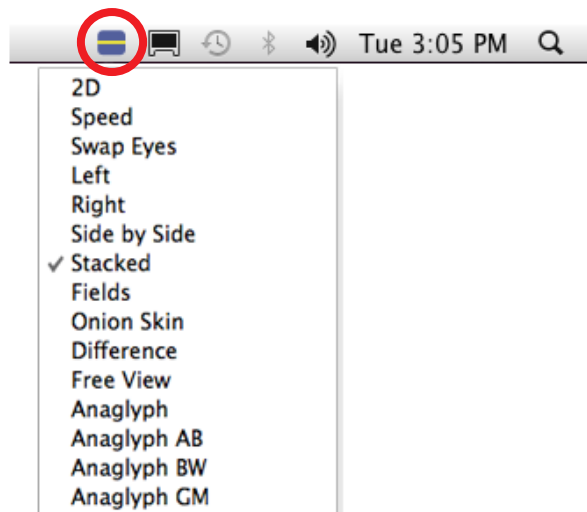 Tue 3:05 PM
2D
Speed
Swap Eyes
Left
Right
Side by Side
✓ Stacked
Fields
Onion Skin
Difference
Free View
Anaglyph
Anaglyph AB
Anaglyph BW
Anaglyph GM